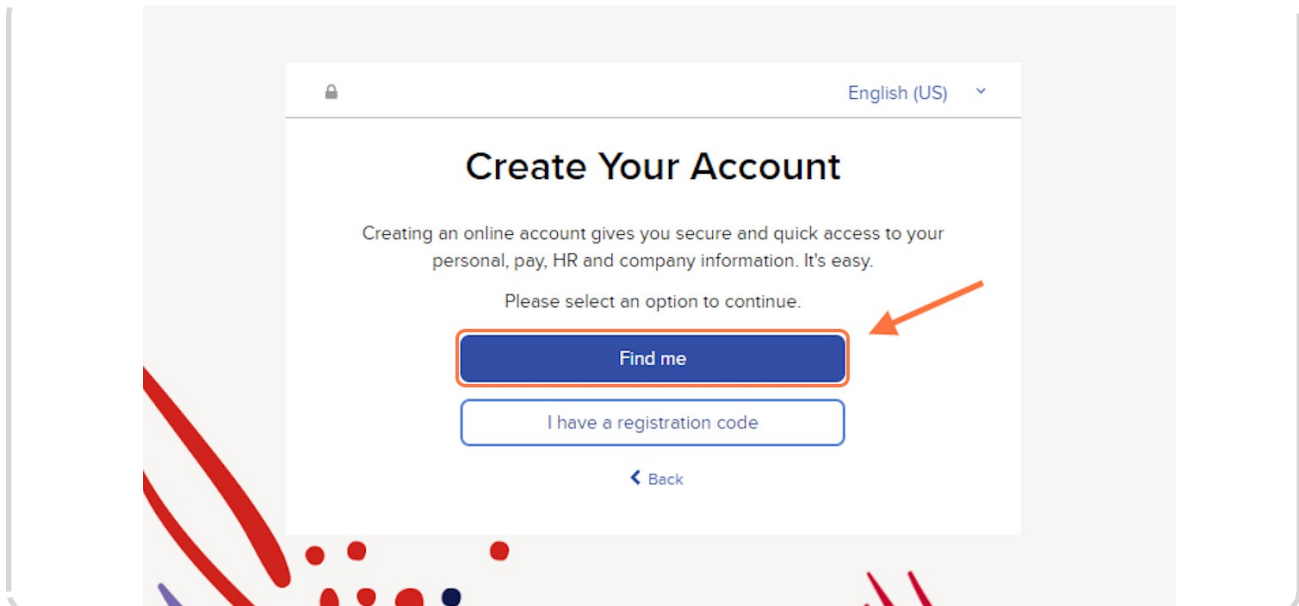 English (US)
Create Your Account
Creating an online account gives you secure and quick access to your
personal, pay, HR and company information. It's easy.
Please select an option to continue.
Find me
I have a registration code
Back